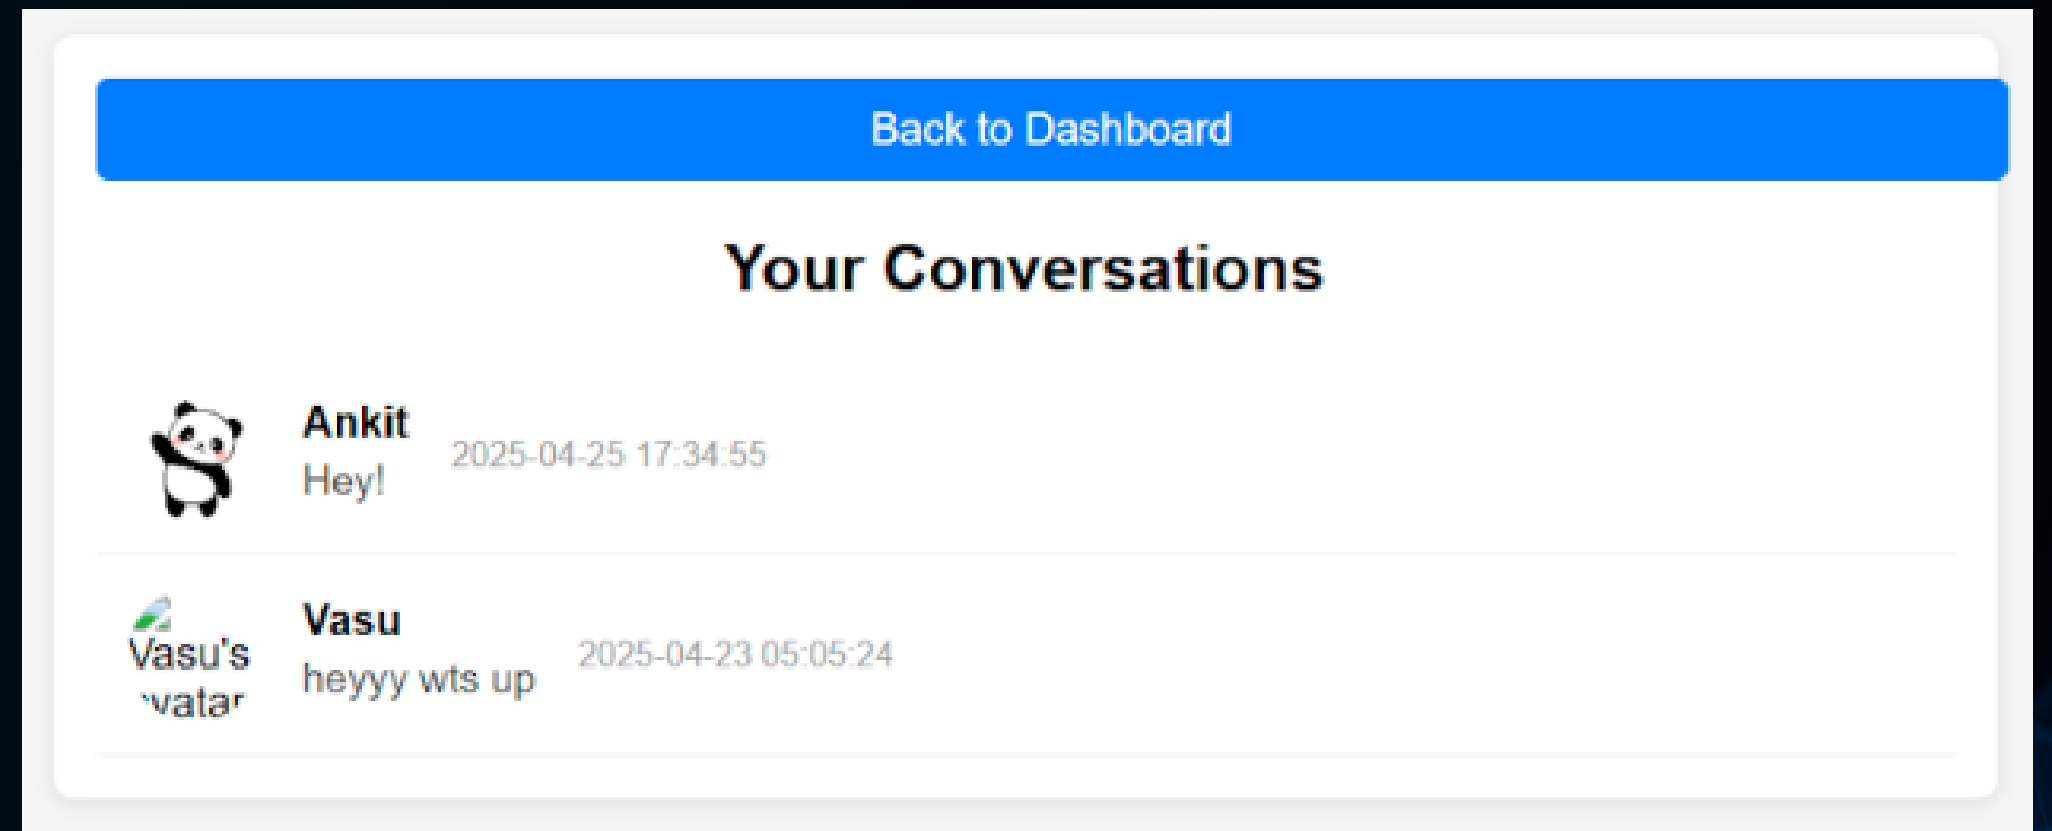 Back to Dashboard
Your Conversations
Ankit
2025-04-25 17:34:55
Hey!
Vasu
2025-04-23 05:05:24
heyyy wts up
Vasu's
avatar